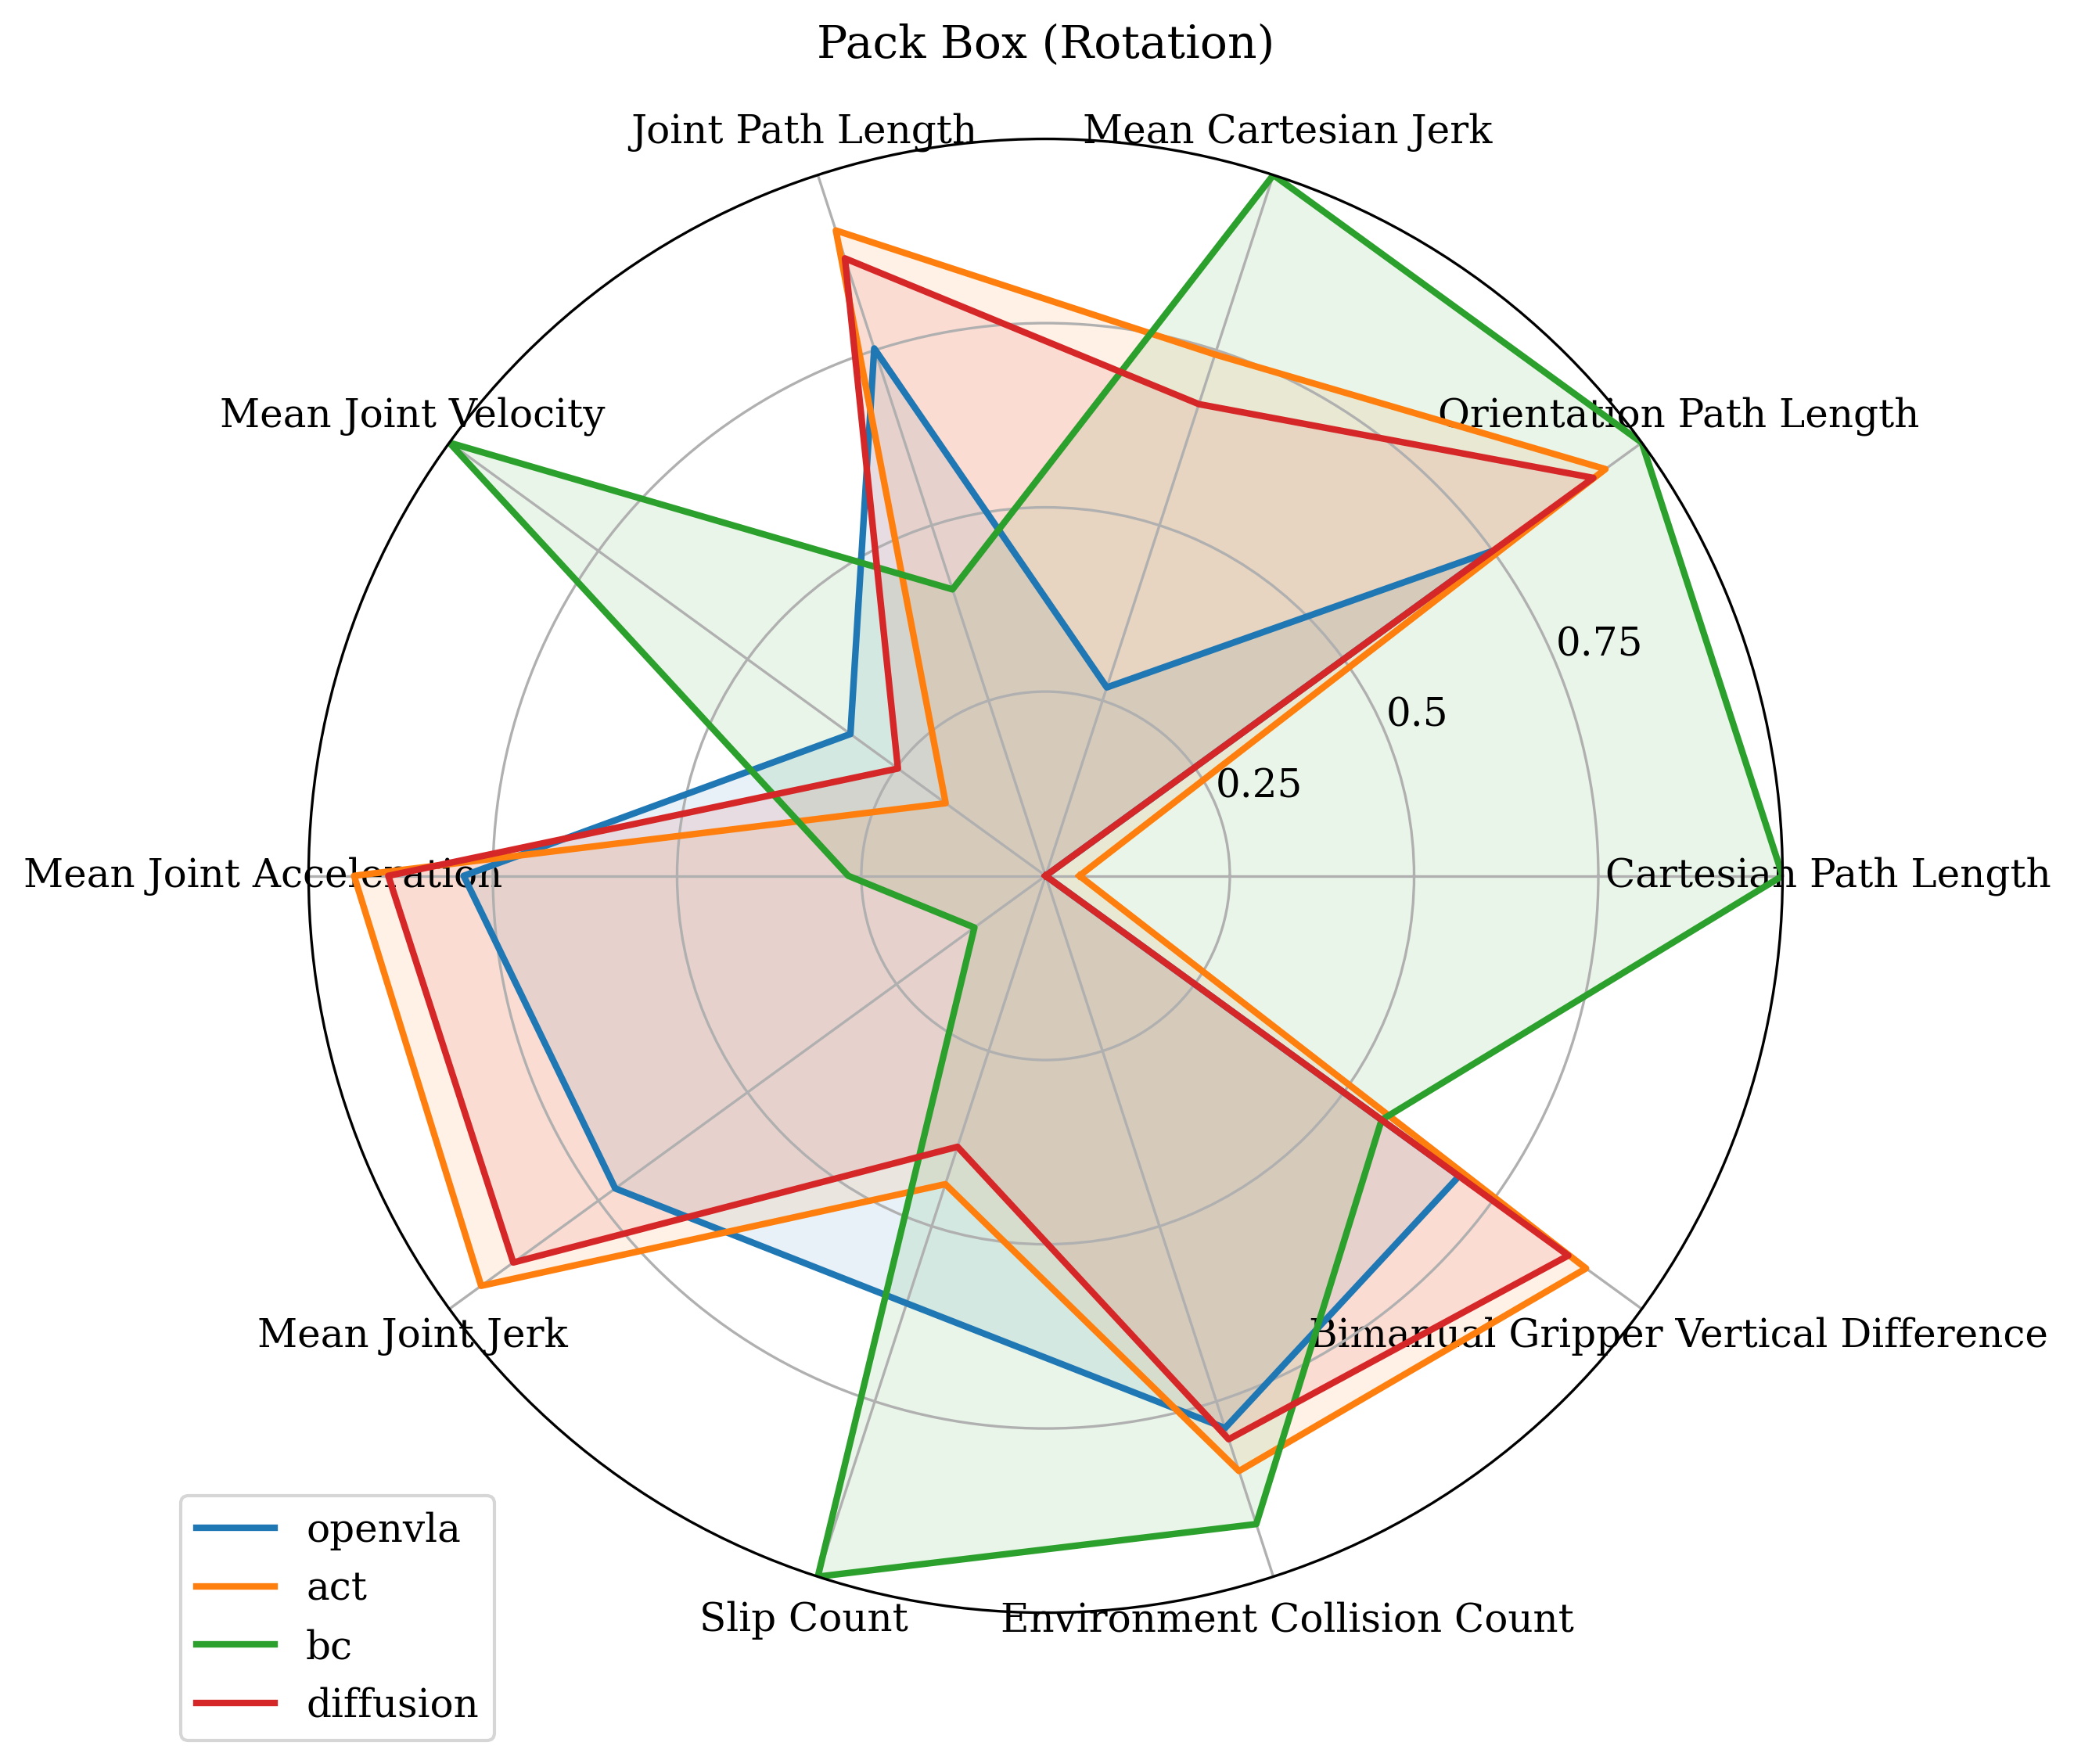 Pack Box (Rotation)
Joint Path Length
Mean Cartesian Jerk
Mean Joint Velocity
Orientation Path Length
0.75
0.5
0.25
Mean Joint Acceleration
Cartesian Path Length
Mean Joint Jerk
Bimanual Gripper Vertical Difference
Slip Count
Environment Collision Count
openvla
act
bc
diffusion